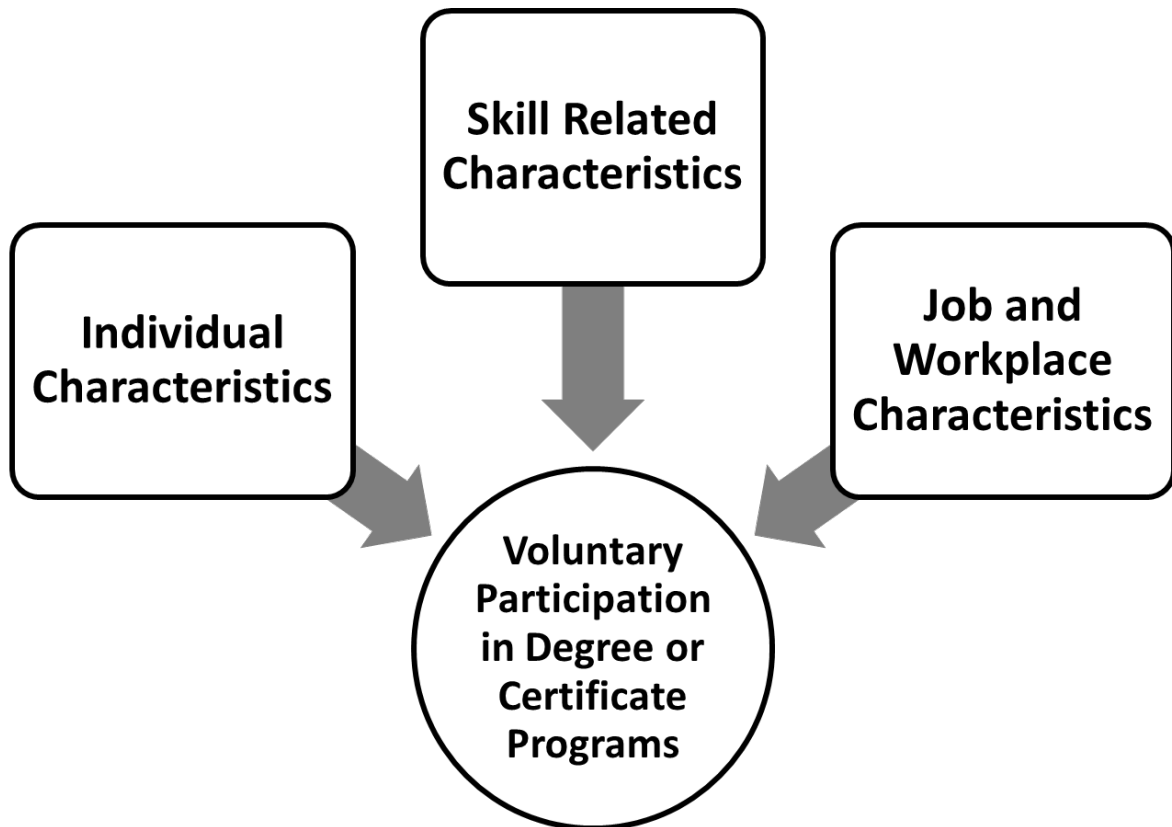 Skill Related
Characteristics
Individual
Characteristics
Job and
Workplace
Characteristics
Voluntary
Participation
in Degree or
Certificate
Programs